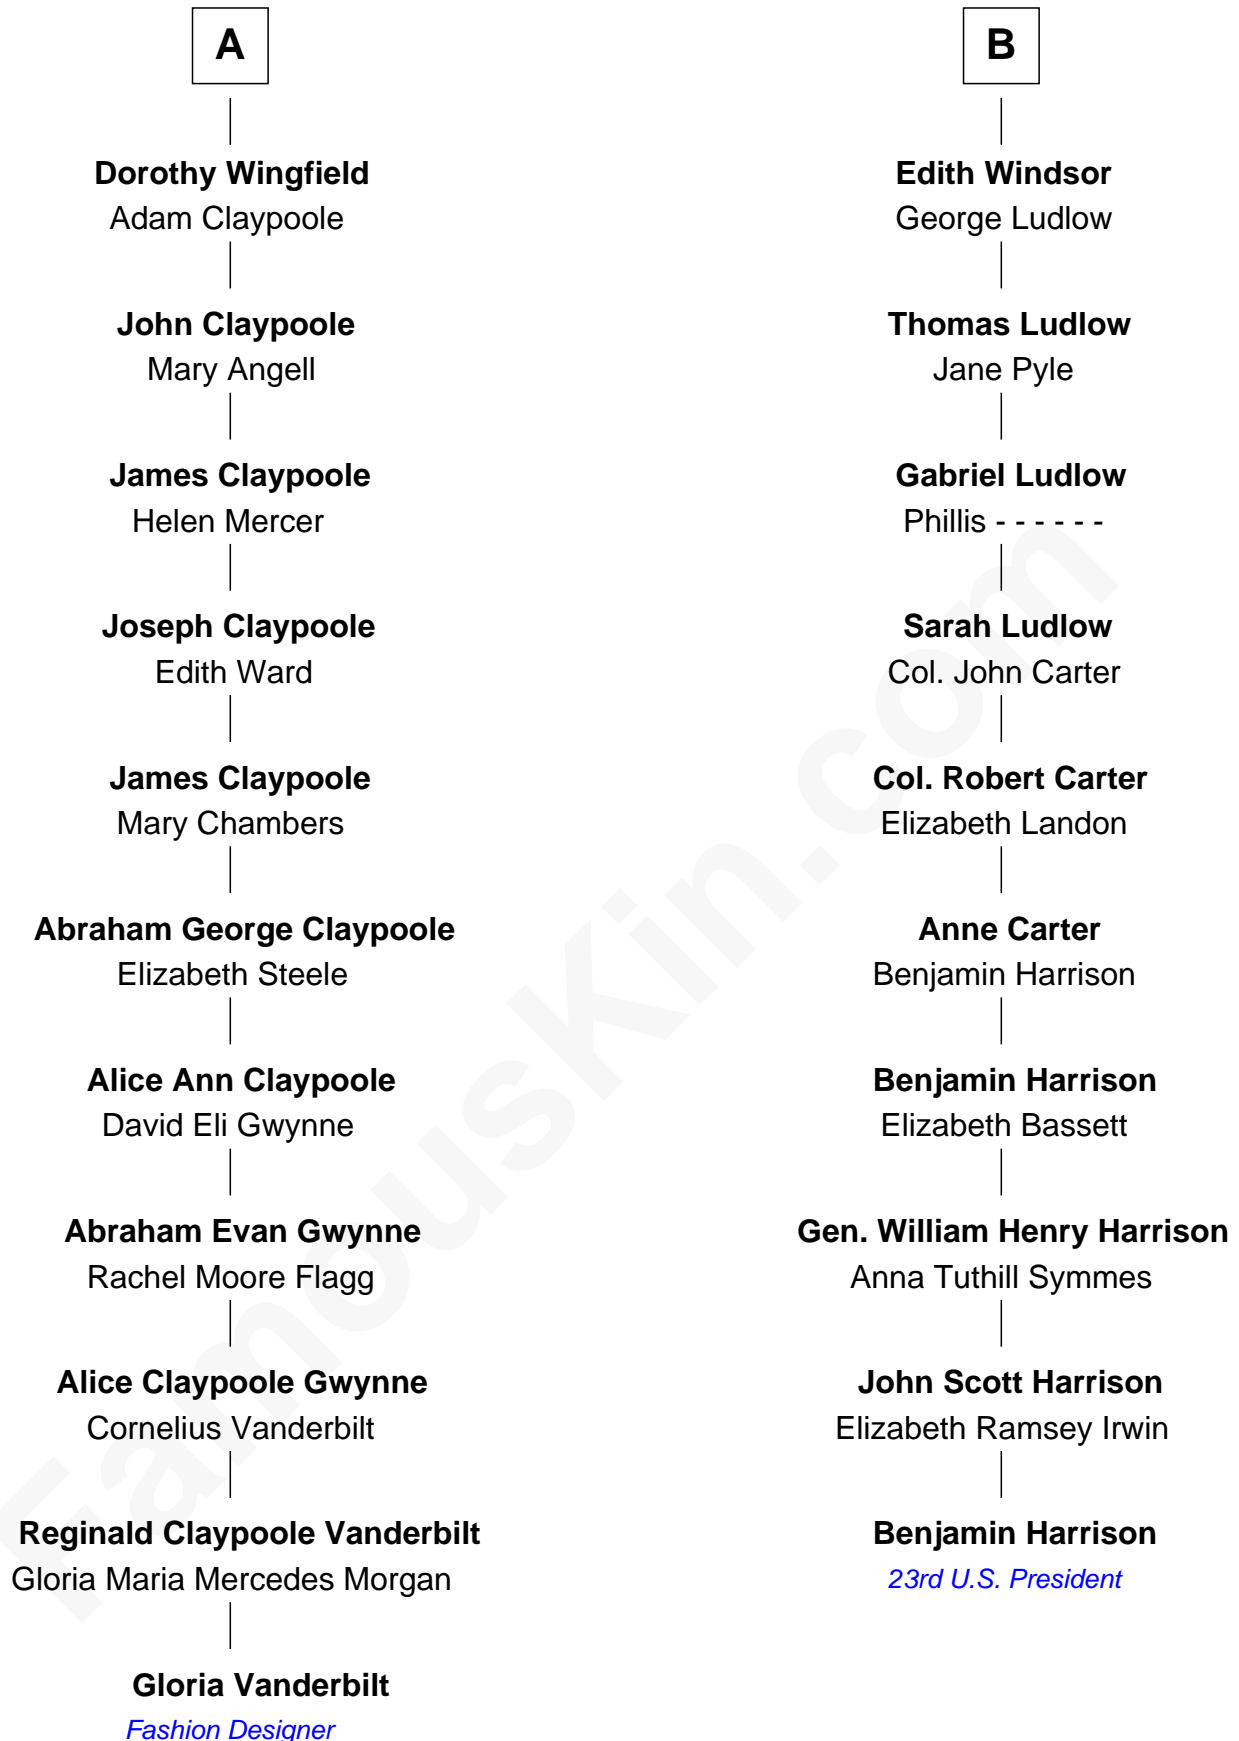 A
Dorothy Wingfield
Adam Claypoole
John Claypoole
Mary Angell
James Claypoole
Helen Mercer
Joseph Claypoole
Edith Ward
James Claypoole
Mary Chambers
Abraham George Claypoole
Elizabeth Steele
Alice Ann Claypoole
David Eli Gwynne
Abraham Evan Gwynne
Rachel Moore Flagg
Alice Claypoole Gwynne
Cornelius Vanderbilt
Reginald Claypoole Vanderbilt
Gloria Maria Mercedes Morgan
Gloria Vanderbilt
Fashion Designer
B
Edith Windsor
George Ludlow
Thomas Ludlow
Jane Pyle
Gabriel Ludlow
Phillis - - - - - -
Sarah Ludlow
Col. John Carter
Col. Robert Carter
Elizabeth Landon
Anne Carter
Benjamin Harrison
Benjamin Harrison
Elizabeth Bassett
Gen. William Henry Harrison
Anna Tuthill Symmes
John Scott Harrison
Elizabeth Ramsey Irwin
Benjamin Harrison
23rd U.S. President
FamousKin.com